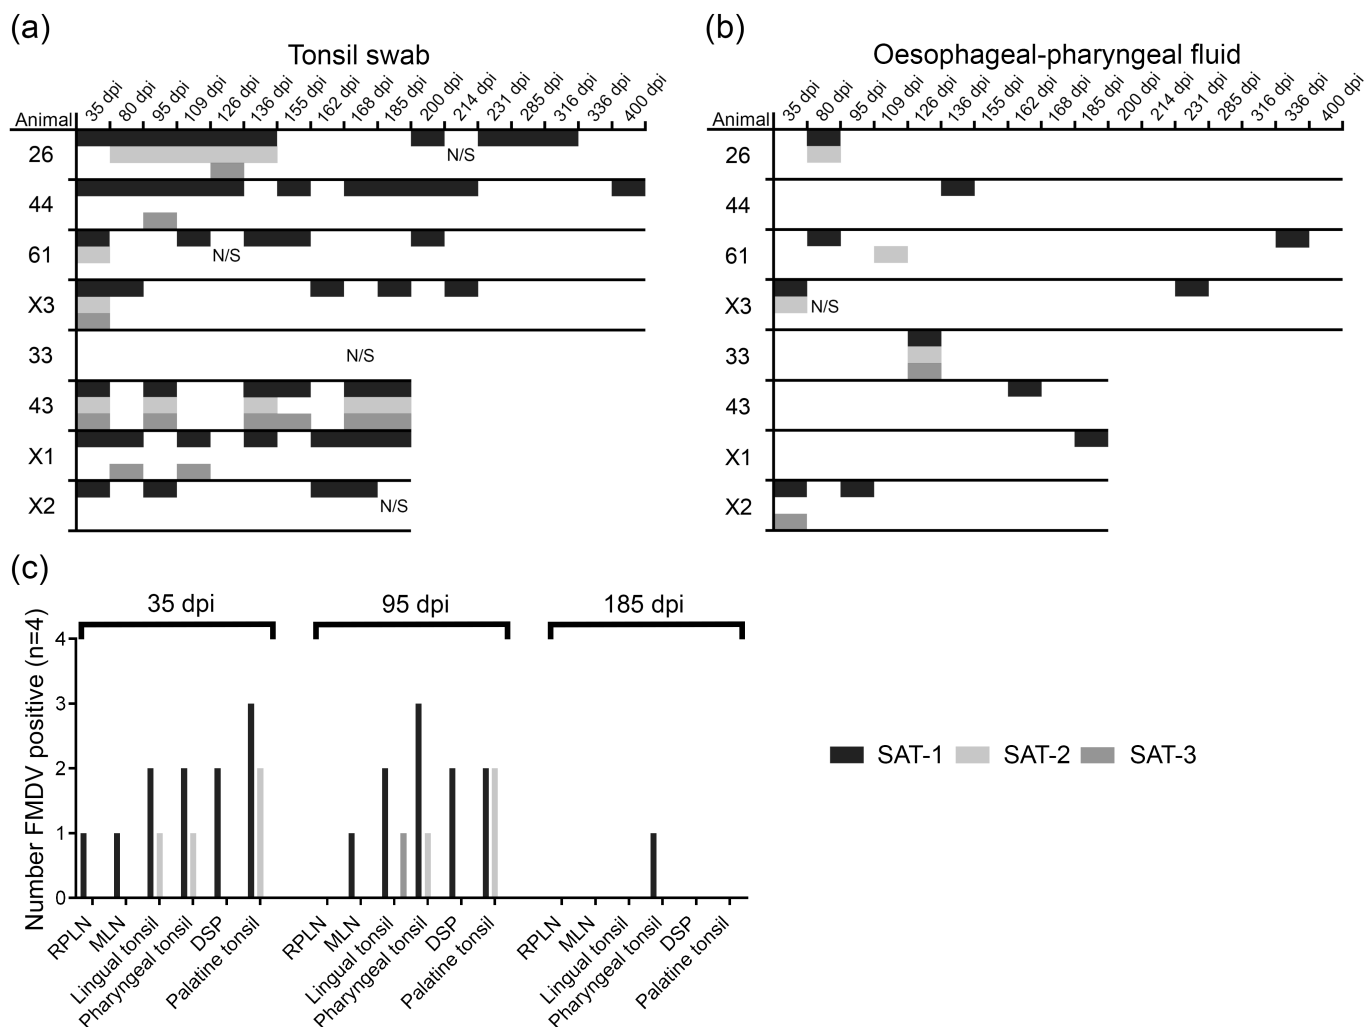 (a)
Tonsil swab
35 dpi 80 dpi 95 dpi 109 dpi 126 dpi 136 dpi 155 dpi 162 dpi 168 dpi 185 dpi 200 dpi 214 dpi 231 dpi 285 dpi 316 dpi 336 dpi 400 dpi
Animal
26 N/S
44
61 N/S
X3
33 N/S
43
X1
X2 N/S
(b)
Oesophageal-pharyngeal fluid
35 dpi 80 dpi 95 dpi 109 dpi 126 dpi 136 dpi 155 dpi 162 dpi 168 dpi 185 dpi 200 dpi 214 dpi 231 dpi 285 dpi 316 dpi 336 dpi 400 dpi
Animal
26
44
61
X3 N/S
33
43
X1
X2
(c)
35 dpi 95 dpi 185 dpi
Number FMDV positive (n=4)
4
3
2
1
0
RPLN MLN Lingual tonsil Pharyngeal tonsil DSP Palatine tonsil
RPLN MLN Lingual tonsil Pharyngeal tonsil DSP Palatine tonsil
RPLN MLN Lingual tonsil Pharyngeal tonsil DSP Palatine tonsil
SAT-1 SAT-2 SAT-3